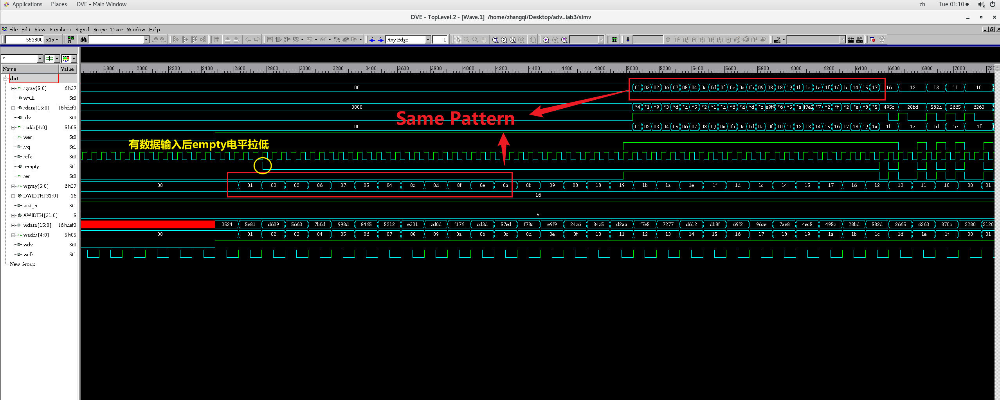 Applications Places DVE - Main Window zh Tue 01:10
DVE - TopLevel.2 - [Wave.1] /home/zhangqi/Desktop/adv_lab3/simv
File Edit View Simulator Signal Scope Trace Window Help
553800 x1s Any Edge 1
*
Name Value 1800 2000 2200 2400 2600 2800 3000 3200 3400 3600 3800 4000 4200 4400 4600 4800 5000 5200 5400 5600 5800 6000 6200 6400 6600 6800 7000 720
dut
rgray[5:0] 6'h37 00 01 03 02 06 07 05 04 0c 0d 0f 0e 0a 0b 09 08 18 19 1b 1a 1e 1f 1d 1c 14 15 17 16 12 13 11 10
wfull St0
rdata[15:0] 16'hdef3 0000 *4 *1 *9 *3 *d *d *5 *2 *1 *d *6 *d *d *c e9f9 *6 *5 *a f7e5 *7 *2 *f *2 *e *8 *5 495c 28bd 582d 2665 6263
Same Pattern
rdv St0
raddr[4:0] 5'h05 00 01 02 03 04 05 06 07 08 09 0a 0b 0c 0d 0e 0f 10 11 12 13 14 15 16 17 18 19 1a 1b 1c 1d 1e 1f
wen St0
有数据输入后empty电平拉低
rrq St1
rclk St0
rempty St1
ren St0
wgray[5:0] 6'h37 00 01 03 02 06 07 05 04 0c 0d 0f 0e 0a 0b 09 08 18 19 1b 1a 1e 1f 1d 1c 14 15 17 16 12 13 11 10 30 31
DWIDTH[31:0] 16 16
arst_n St1
AWIDTH[31:0] 5 5
wdata[15:0] 16'hdef3 3524 5e81 d609 5663 7b0d 998d 8465 5212 e301 cd0d f176 cd3d 57ed f78c e9f9 24c6 84c5 d2aa f7e5 7277 d612 db8f 69f2 96ce 7ae8 4ec5 495c 28bd 582d 2665 6263 870a 2280 2120
waddr[4:0] 5'h05 00 01 02 03 04 05 06 07 08 09 0a 0b 0c 0d 0e 0f 10 11 12 13 14 15 16 17 18 19 1a 1b 1c 1d 1e 1f 00 01
wdv St0
wclk St1
New Group